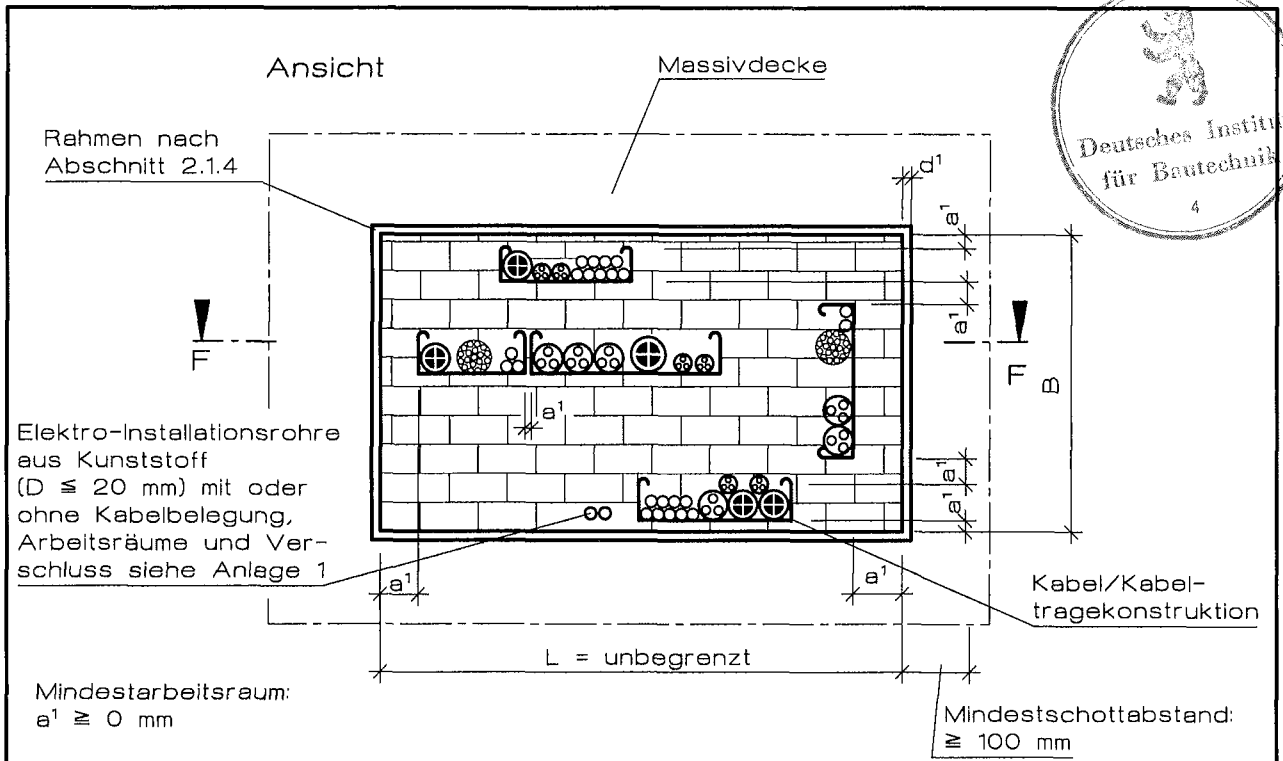 Ansicht
Massivdecke
Rahmen nach
Abschnitt 2.1.4
Deutsches Institu
für Bautechnik
4
d¹
a¹
a¹
F
F
B
a¹
Elektro-Installationsrohre
aus Kunststoff
(D ≦ 20 mm) mit oder
ohne Kabelbelegung,
Arbeitsräume und Ver-
schluss siehe Anlage 1
a¹
a¹
a¹
a¹
Kabel/Kabel-
tragekonstruktion
L = unbegrenzt
Mindestarbeitsraum:
a¹ ≧ 0 mm
Mindestschottabstand:
≧ 100 mm